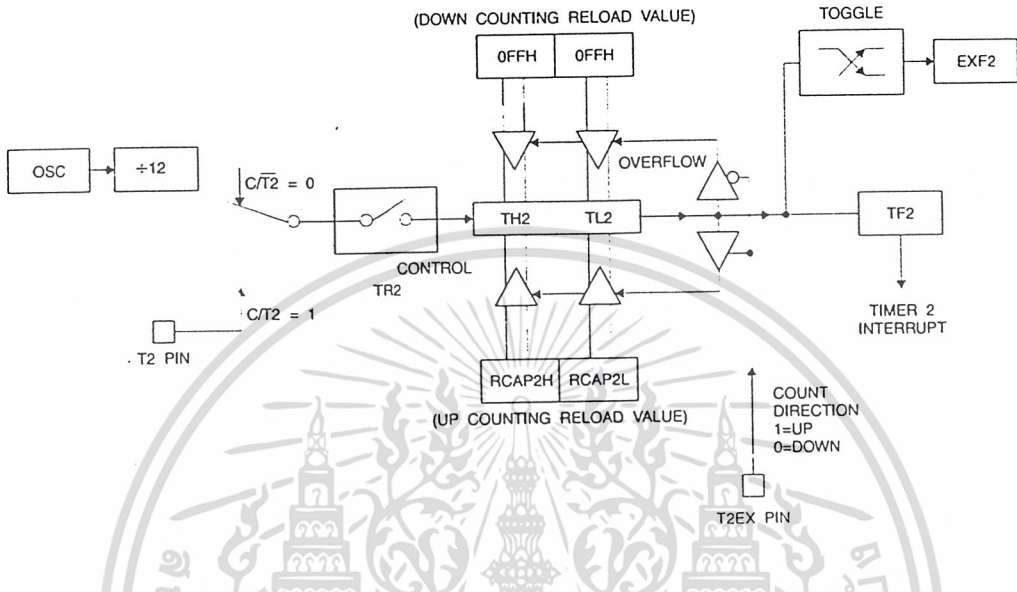 (DOWN COUNTING RELOAD VALUE)
TOGGLE
0FFH 0FFH
EXF2
OSC
÷12
C/T̅2̅ = 0
OVERFLOW
TH2 TL2
TF2
CONTROL
TR2
C/T2 = 1
T2 PIN
TIMER 2
INTERRUPT
RCAP2H RCAP2L
(UP COUNTING RELOAD VALUE)
COUNT
DIRECTION
1=UP
0=DOWN
T2EX PIN